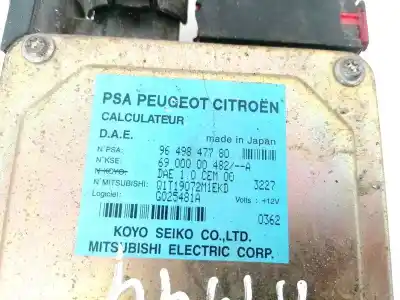 PSA PEUGEOT CITROËN
CALCULATEUR
D.A.E. made in Japan
N°PSA: 96 498 477 80
N°KSE: 69 000 00 482/--A
N°KOYO: DAE 1.0 CEM 00
N°MITSUBISHI: Q1T19072M1EKD 3227
Logiciel: G025481A Volts : +12V
0362
KOYO SEIKO CO.,LTD.
MITSUBISHI ELECTRIC CORP.